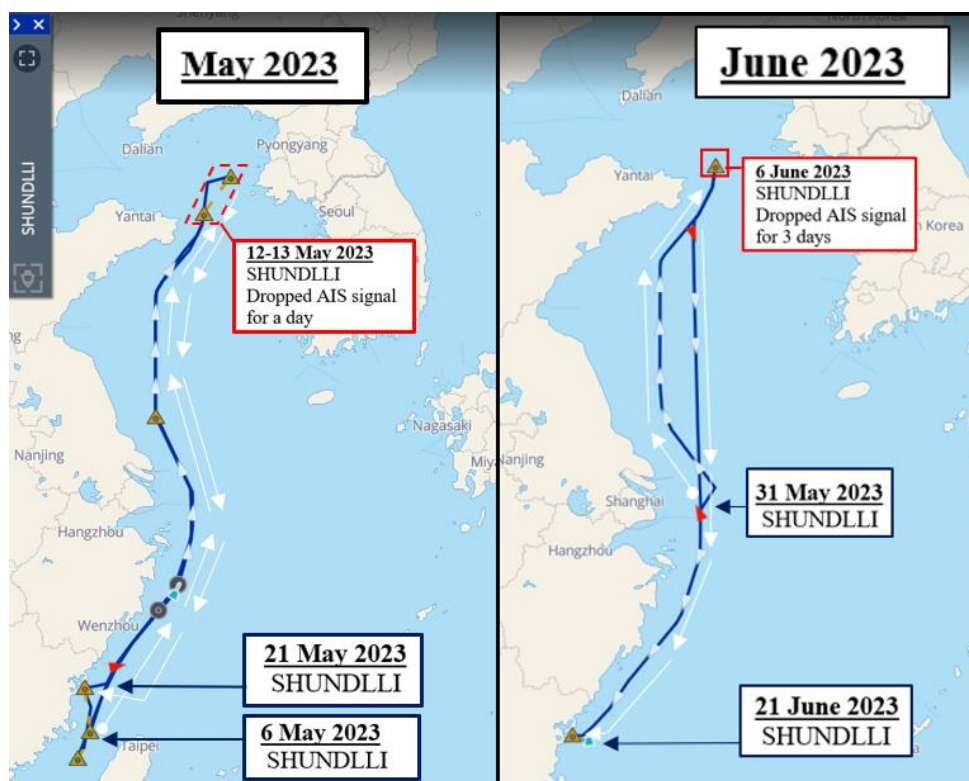 SHUNDLLI
May 2023
Shenyang
Dalian
Pyongyang
Yantai
Seoul
12-13 May 2023
SHUNDLLI
Dropped AIS signal
for a day
Nagasaki
Nanjing
Hangzhou
Wenzhou
21 May 2023
SHUNDLLI
6 May 2023
SHUNDLLI
Taipei
June 2023
North Korea
Dalian
Yantai
6 June 2023
SHUNDLLI
Dropped AIS signal
for 3 days
Korea
Nanjing
Shanghai
31 May 2023
SHUNDLLI
Hangzhou
21 June 2023
SHUNDLLI